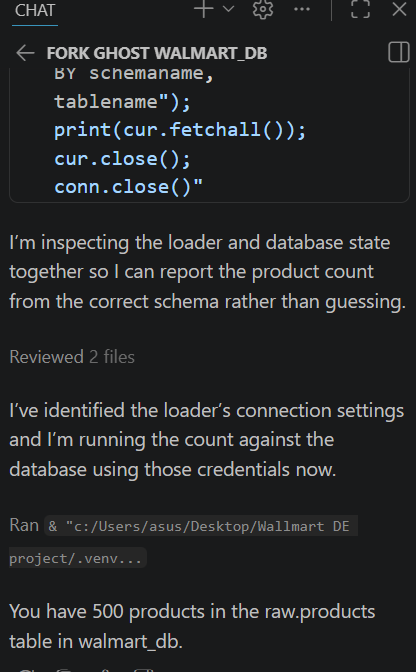 CHAT
FORK GHOST WALMART_DB
BY schemaname,
tablename");
print(cur.fetchall());
cur.close();
conn.close()"
I'm inspecting the loader and database state
together so I can report the product count
from the correct schema rather than guessing.
Reviewed 2 files
I've identified the loader's connection settings
and I'm running the count against the
database using those credentials now.
Ran & "c:/Users/asus/Desktop/Wallmart DE
project/.venv...
You have 500 products in the raw.products
table in walmart_db.